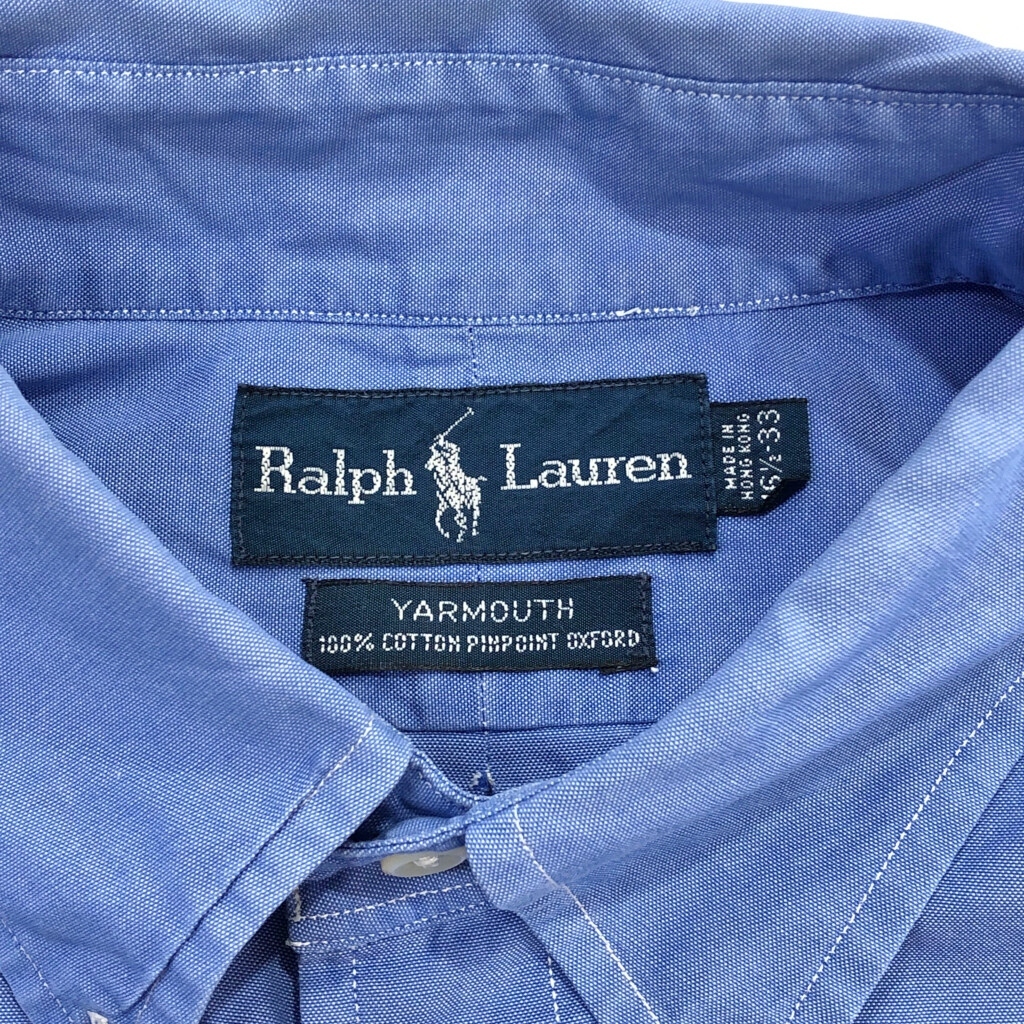 Ralph Lauren
MADE IN
HONG KONG
16½-33
YARMOUTH
100% COTTON PINPOINT OXFORD